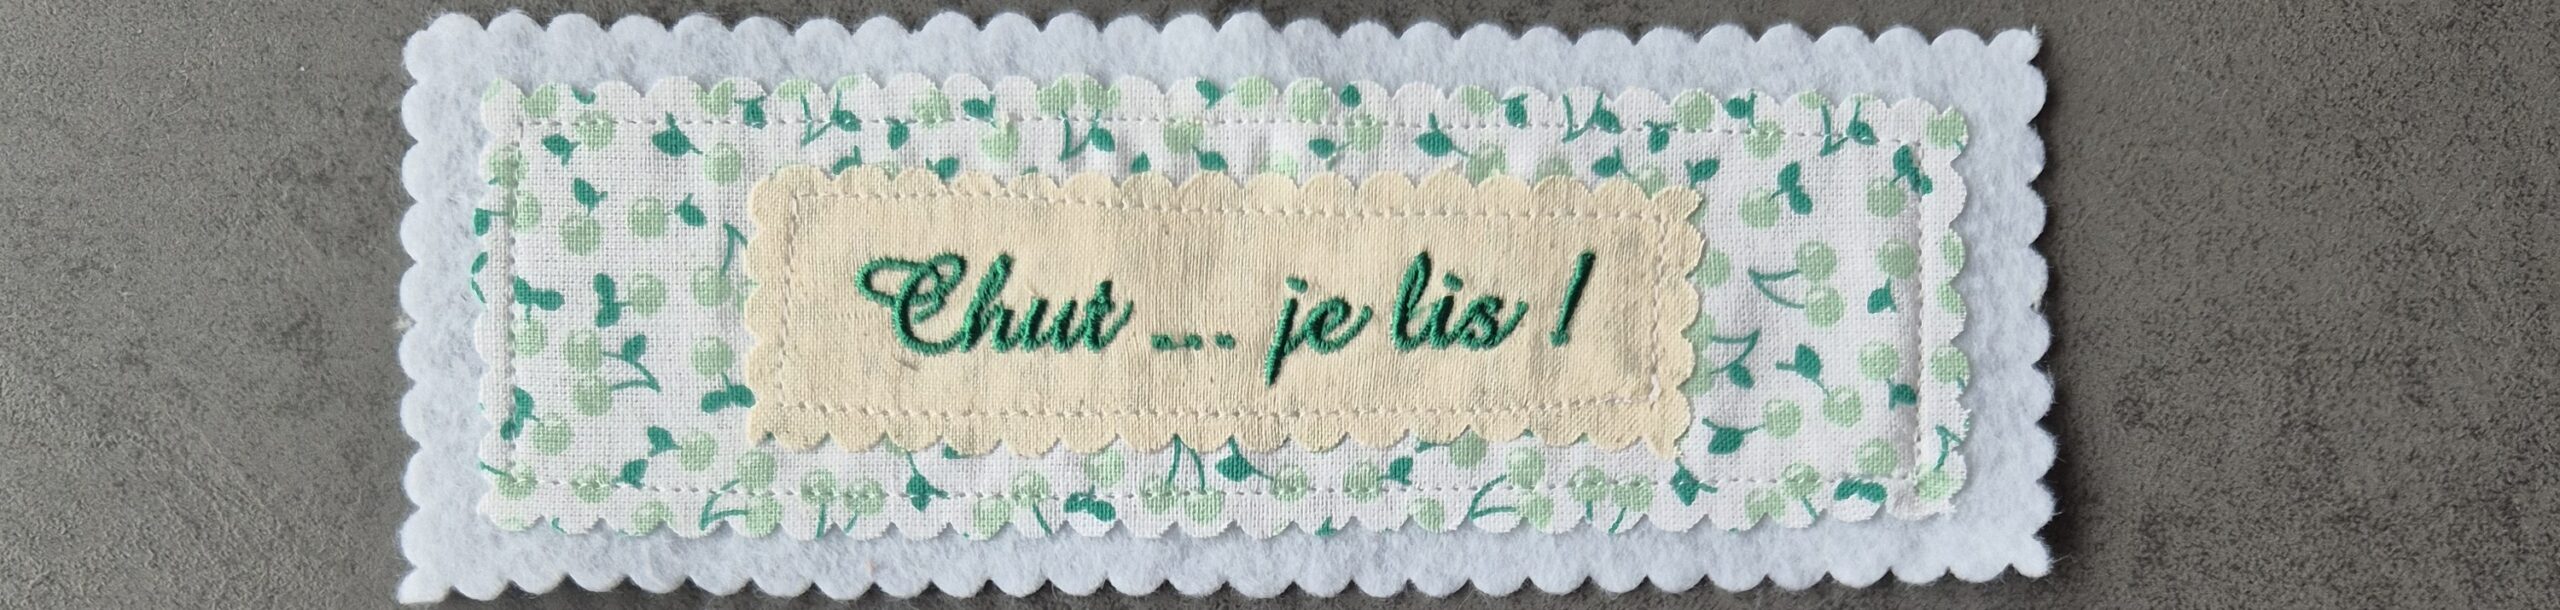 Chut ... je lis !